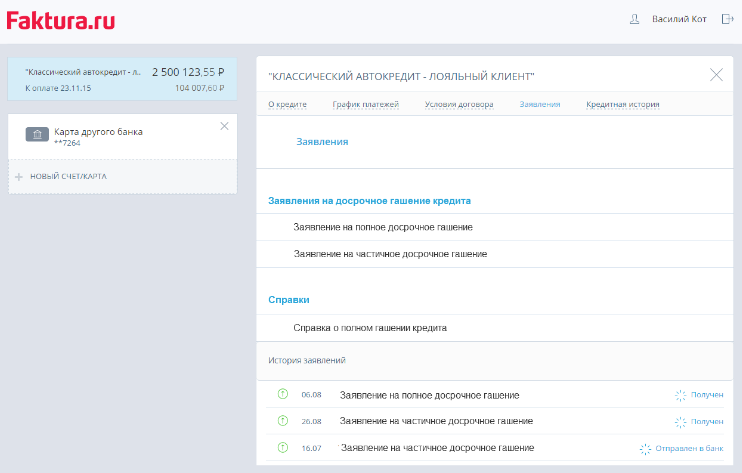 Faktura.ru
Василий Кот
"Классический автокредит - л.. 2 500 123,55 ₽
К оплате 23.11.15 104 007,60 ₽
Карта другого банка
**7264
НОВЫЙ СЧЕТ/КАРТА
"КЛАССИЧЕСКИЙ АВТОКРЕДИТ - ЛОЯЛЬНЫЙ КЛИЕНТ"
О кредите График платежей Условия договора Заявления Кредитная история
Заявления
Заявления на досрочное гашение кредита
Заявление на полное досрочное гашение
Заявление на частичное досрочное гашение
Справки
Справка о полном гашении кредита
История заявлений
06.08 Заявление на полное досрочное гашение Получен
26.08 Заявление на частичное досрочное гашение Получен
16.07 Заявление на частичное досрочное гашение Отправлен в банк